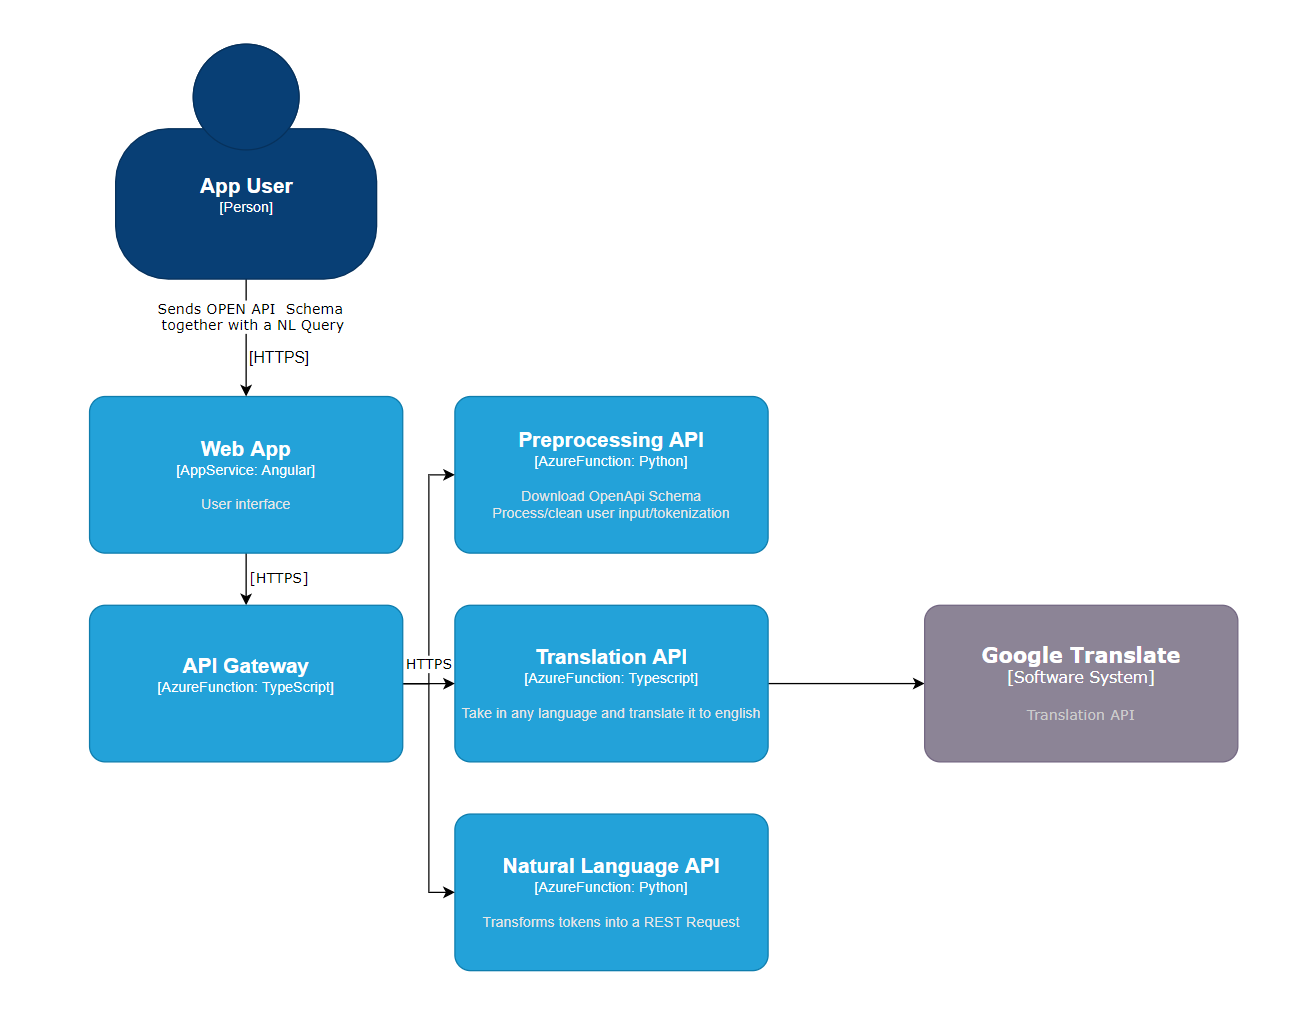 App User
[Person]
Sends OPEN API  Schema
together with a NL Query
[HTTPS]
Web App
[AppService: Angular]
User interface
Preprocessing API
[AzureFunction: Python]
Download OpenApi Schema
Process/clean user input/tokenization
[HTTPS]
API Gateway
[AzureFunction: TypeScript]
HTTPS
Translation API
[AzureFunction: Typescript]
Take in any language and translate it to english
Google Translate
[Software System]
Translation API
Natural Language API
[AzureFunction: Python]
Transforms tokens into a REST Request